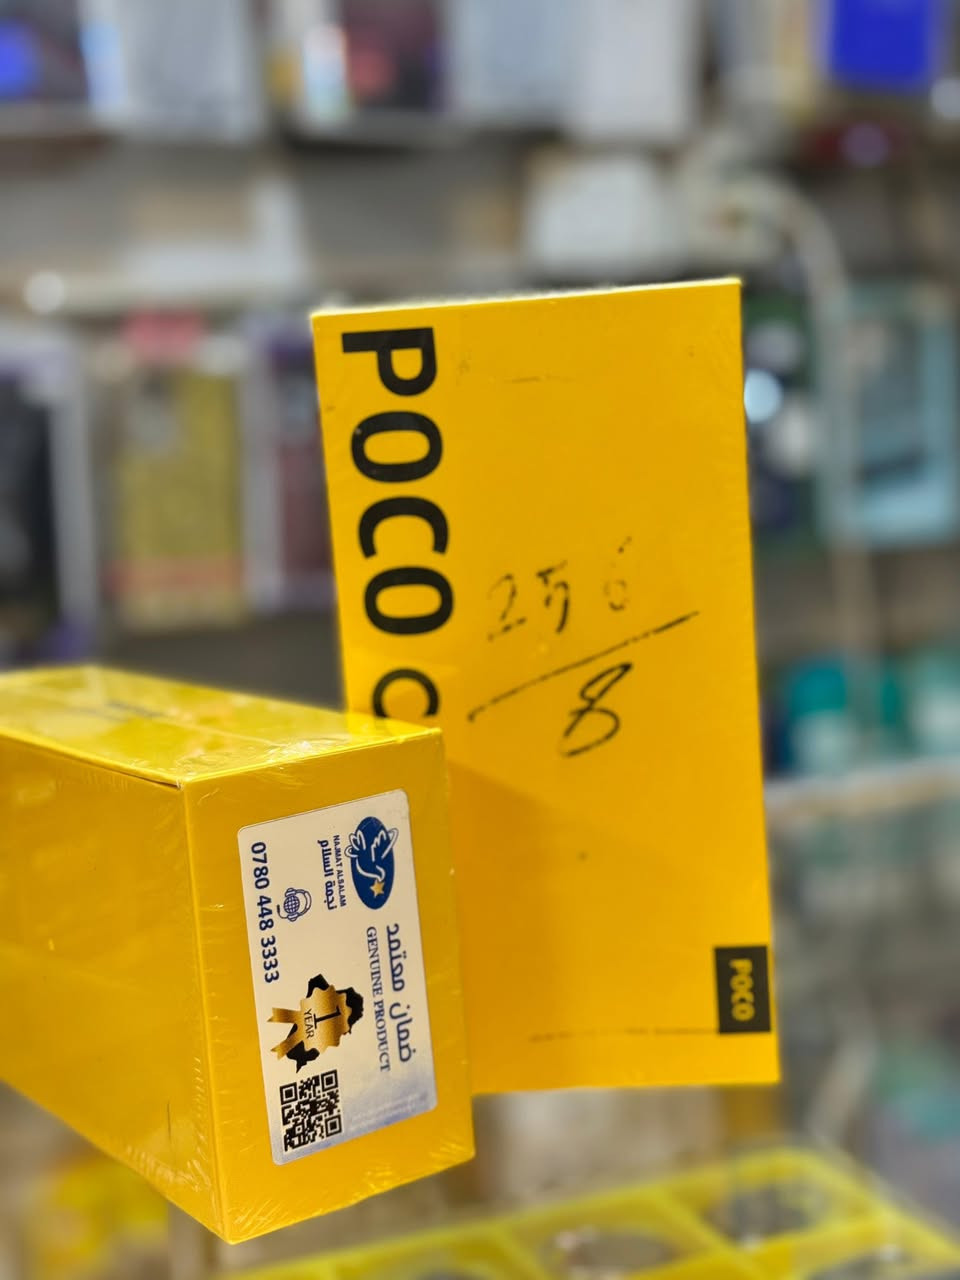 POCO C
256
8
POCO
NAJMAT ALSALAM
نجمة السلام
0780 448 3333
ضمان معتمد
GENUINE PRODUCT
1
YEAR